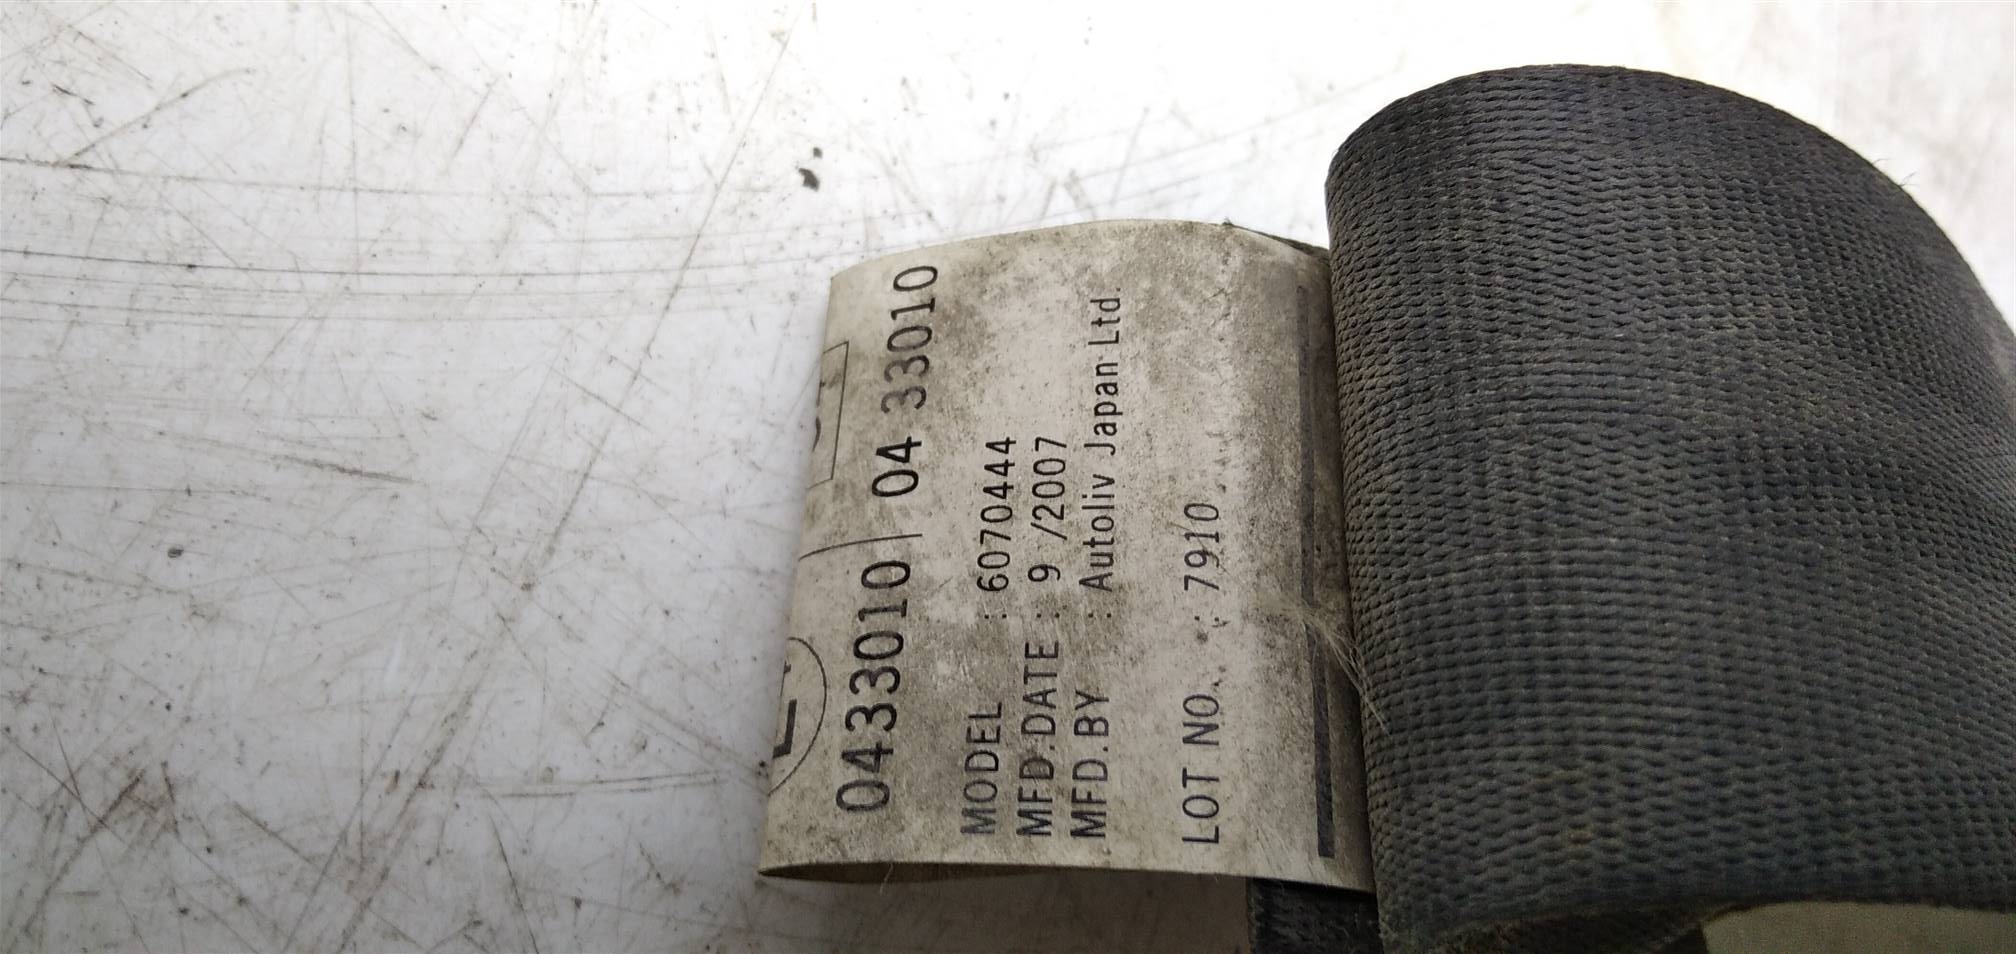 0433010 04 33010
MODEL : 6070444
MFD.DATE : 9 /2007
MFD.BY : Autoliv Japan Ltd.
LOT NO. : 7910